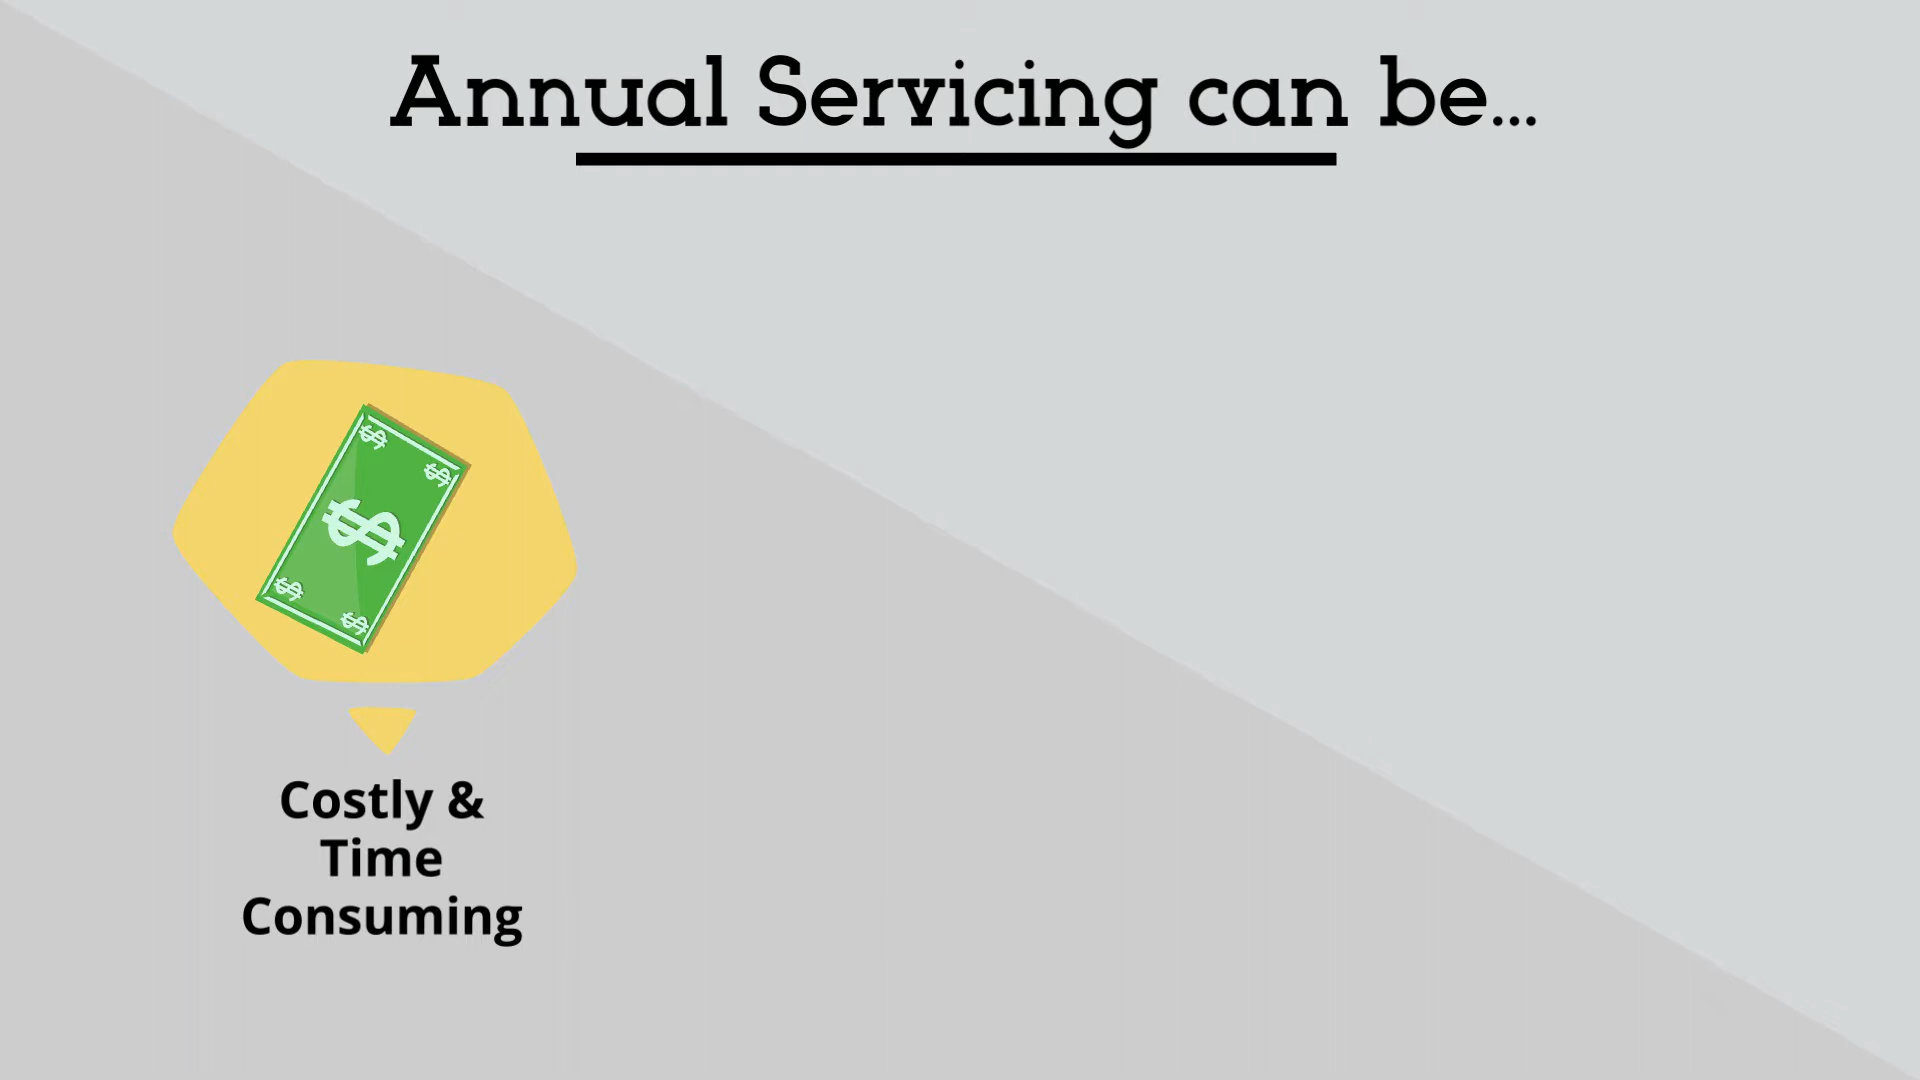 Annual Servicing can be...
$ $
$
$ $
Costly &
Time
Consuming